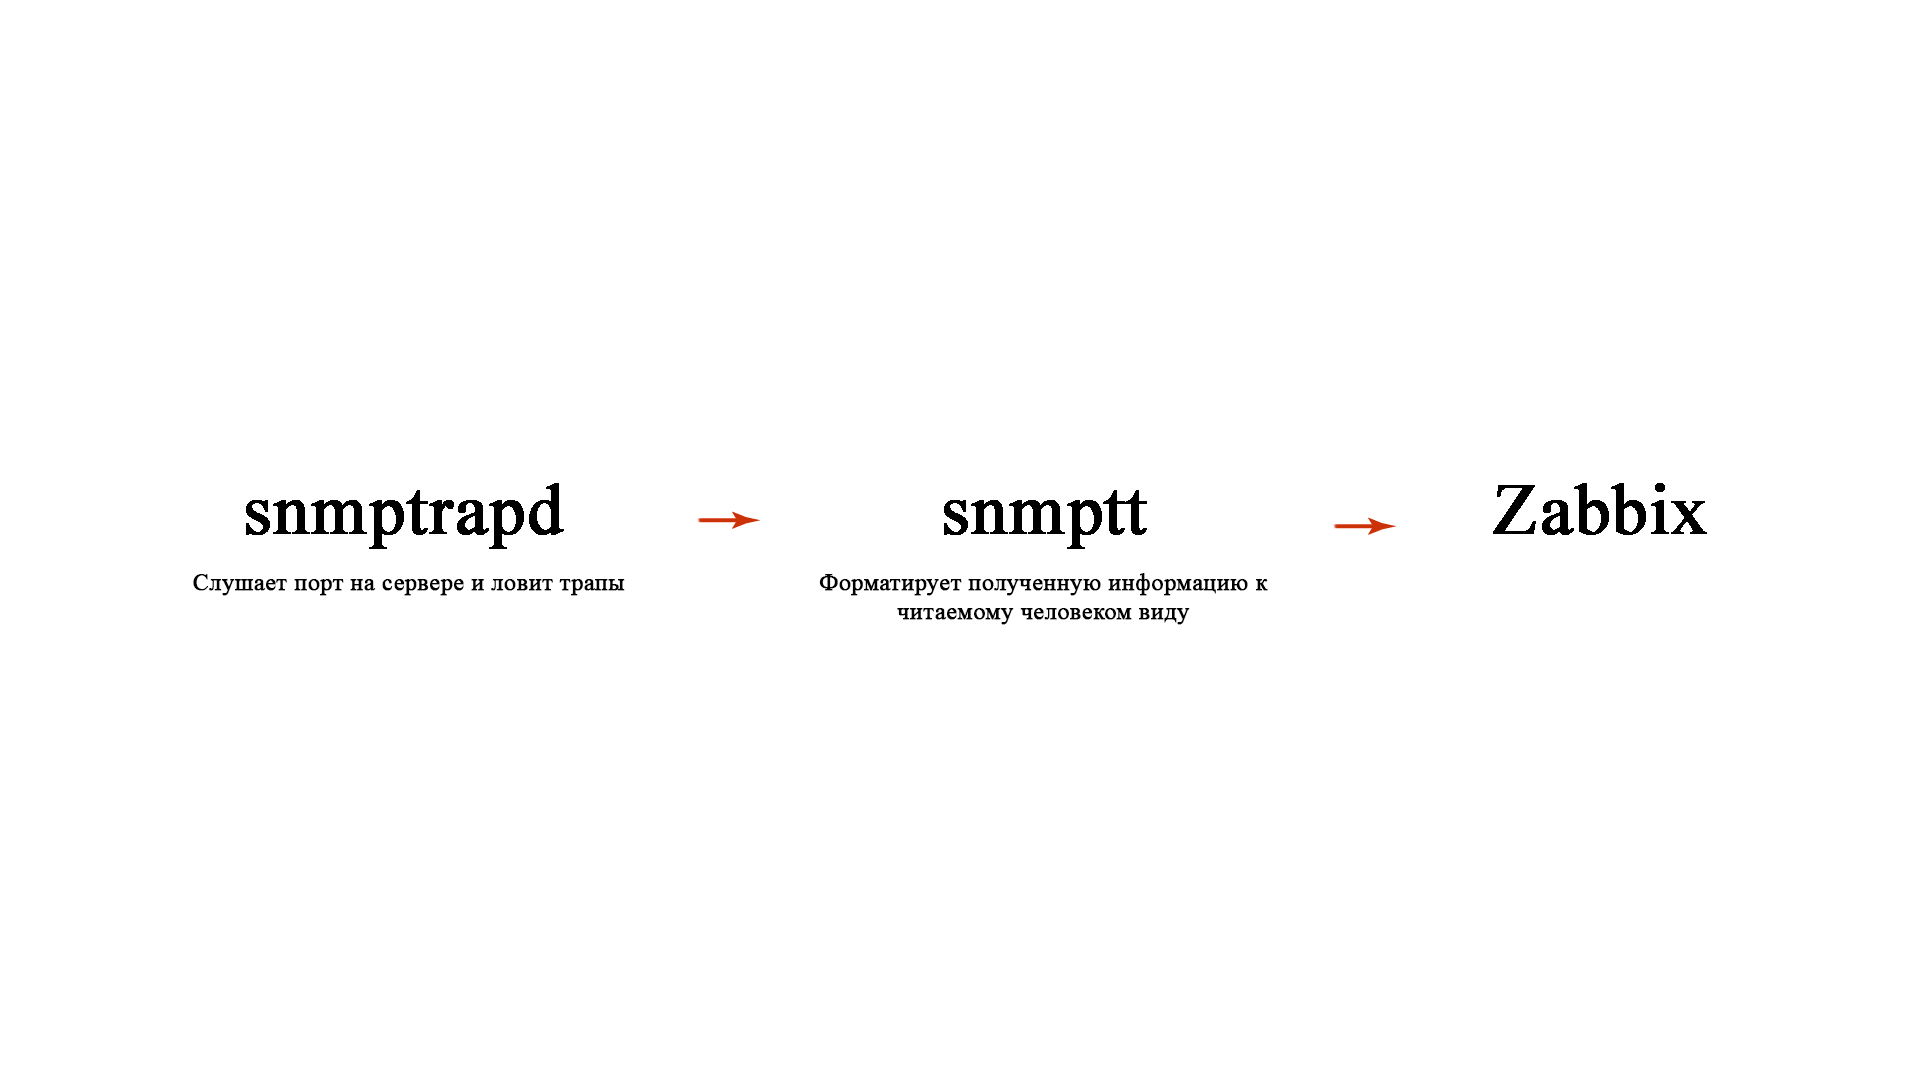 snmptrapd
Слушает порт на сервере и ловит трапы
snmptt
Форматирует полученную информацию к
читаемому человеком виду
Zabbix